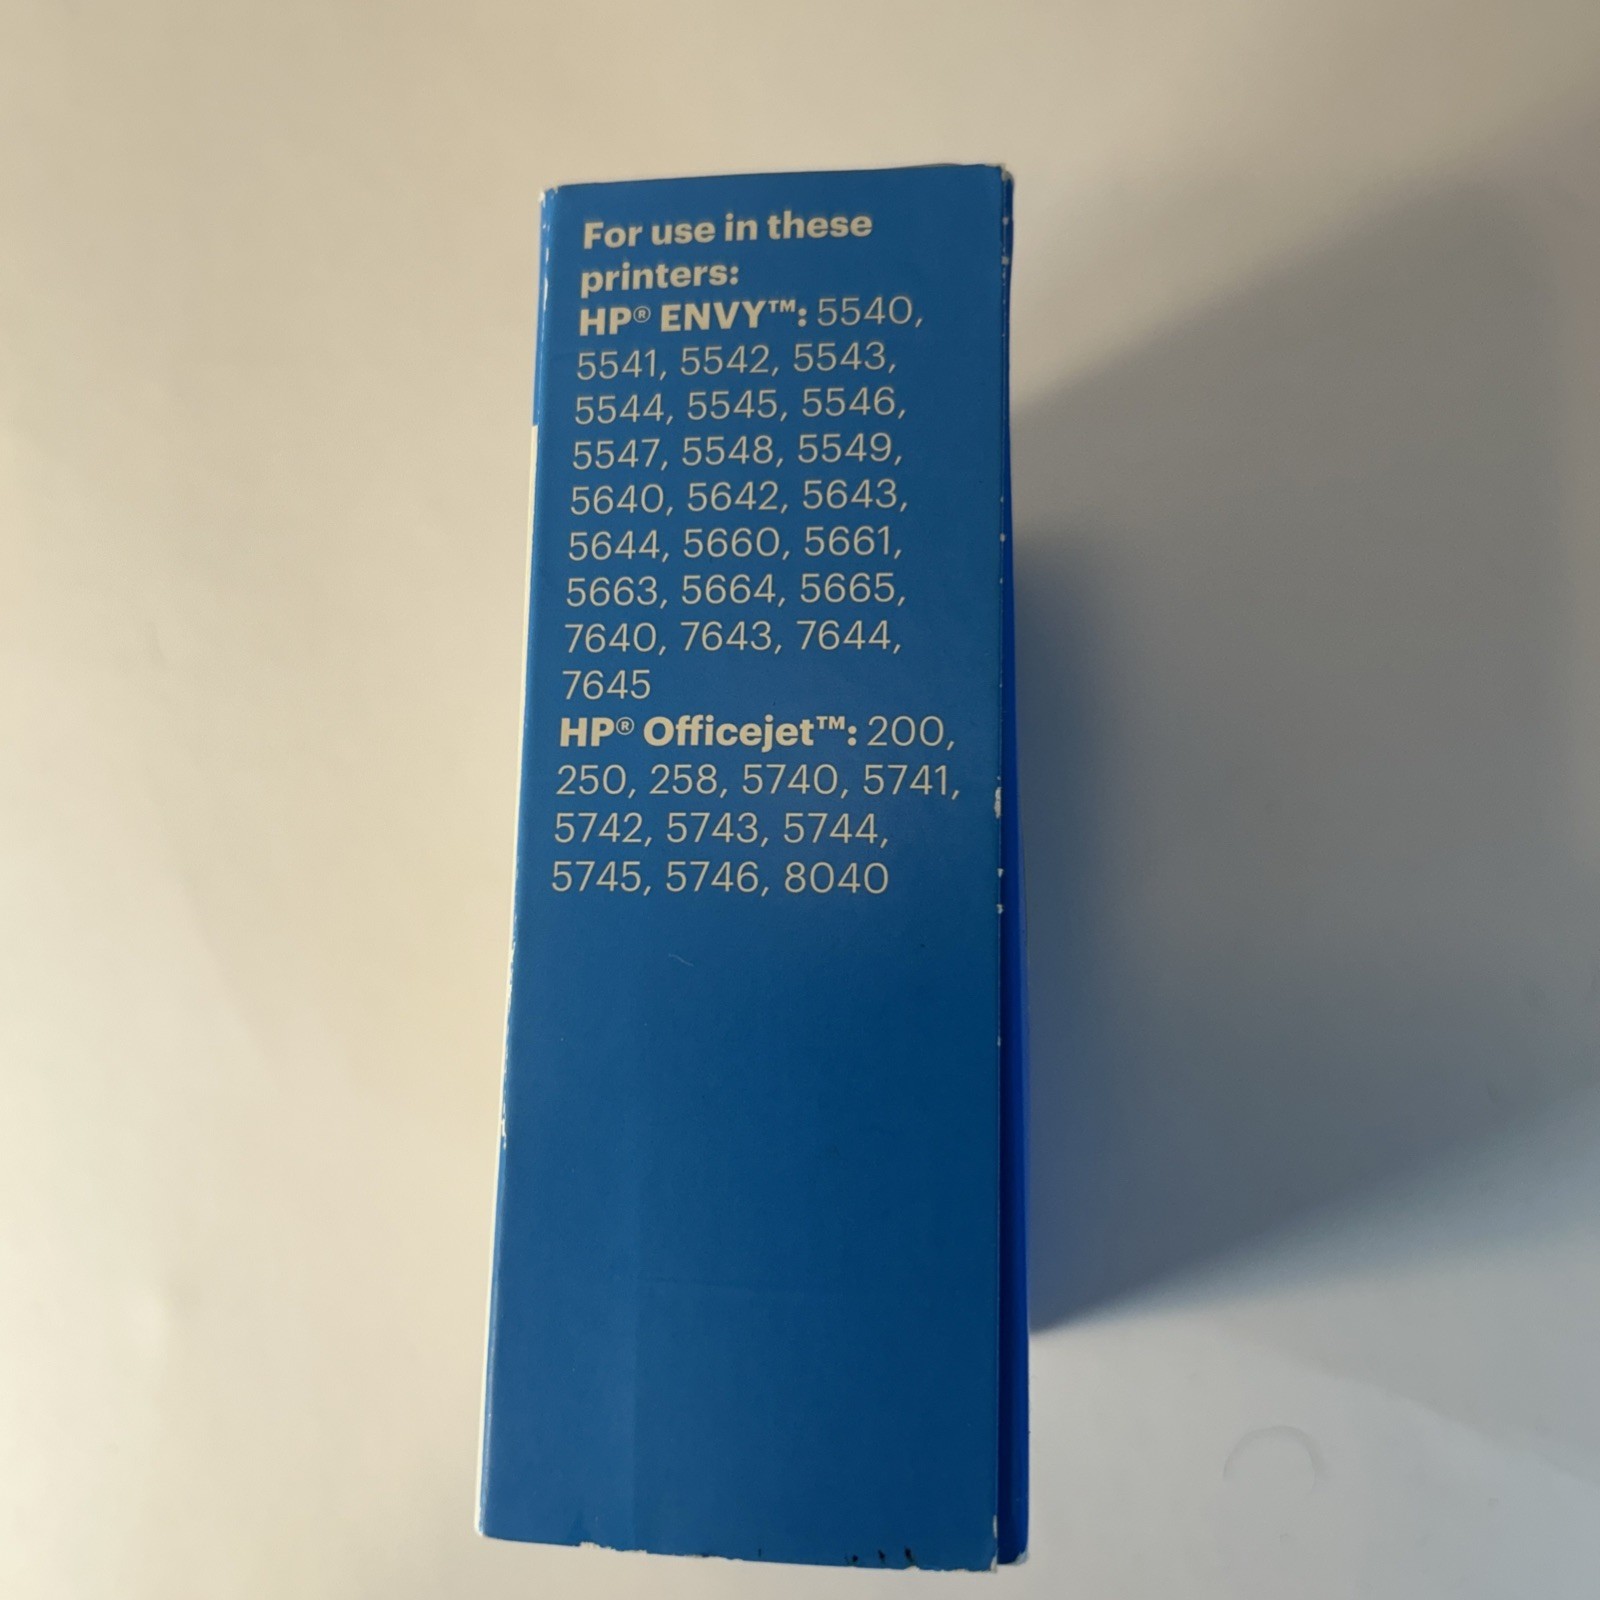 For use in these
printers:
HP® ENVY™: 5540,
5541, 5542, 5543,
5544, 5545, 5546,
5547, 5548, 5549,
5640, 5642, 5643,
5644, 5660, 5661,
5663, 5664, 5665,
7640, 7643, 7644,
7645
HP® Officejet™: 200,
250, 258, 5740, 5741,
5742, 5743, 5744,
5745, 5746, 8040